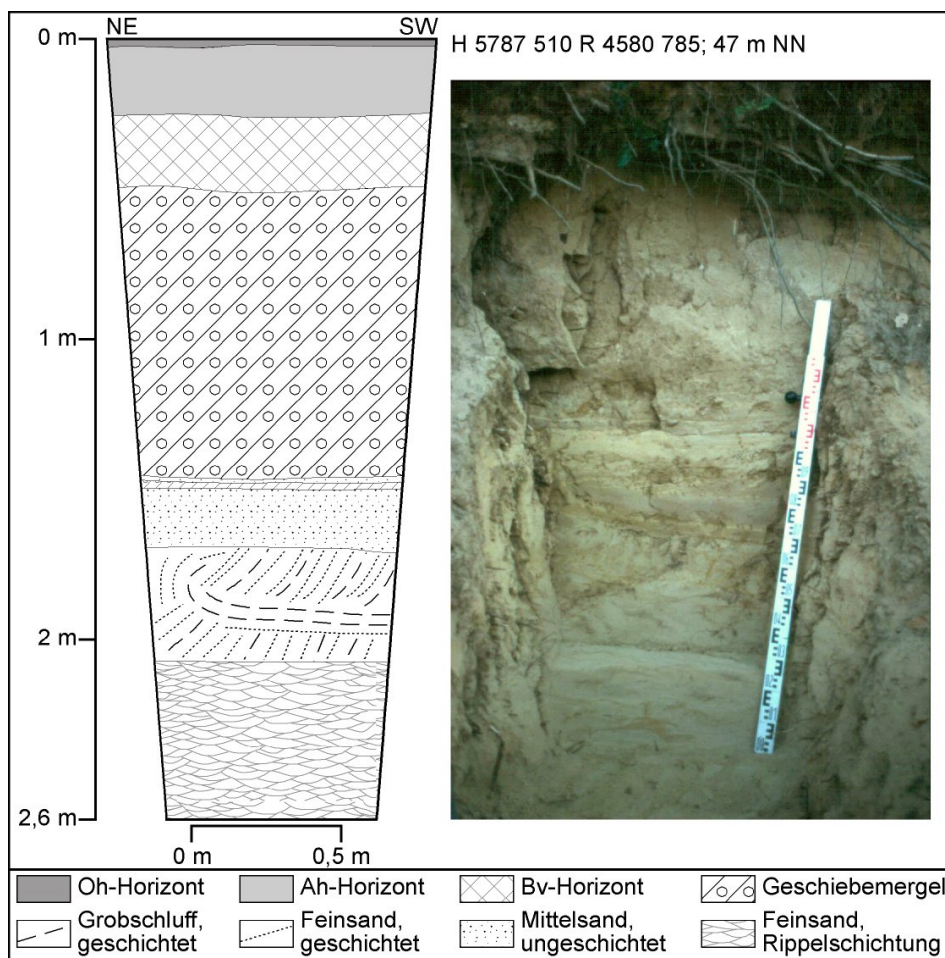 NE SW
0 m
H 5787 510 R 4580 785; 47 m NN
1 m
2 m
2,6 m
0 m 0,5 m
Oh-Horizont Ah-Horizont Bv-Horizont Geschiebemergel
Grobschluff, Feinsand, Mittelsand, Feinsand,
geschichtet geschichtet ungeschichtet Rippelschichtung